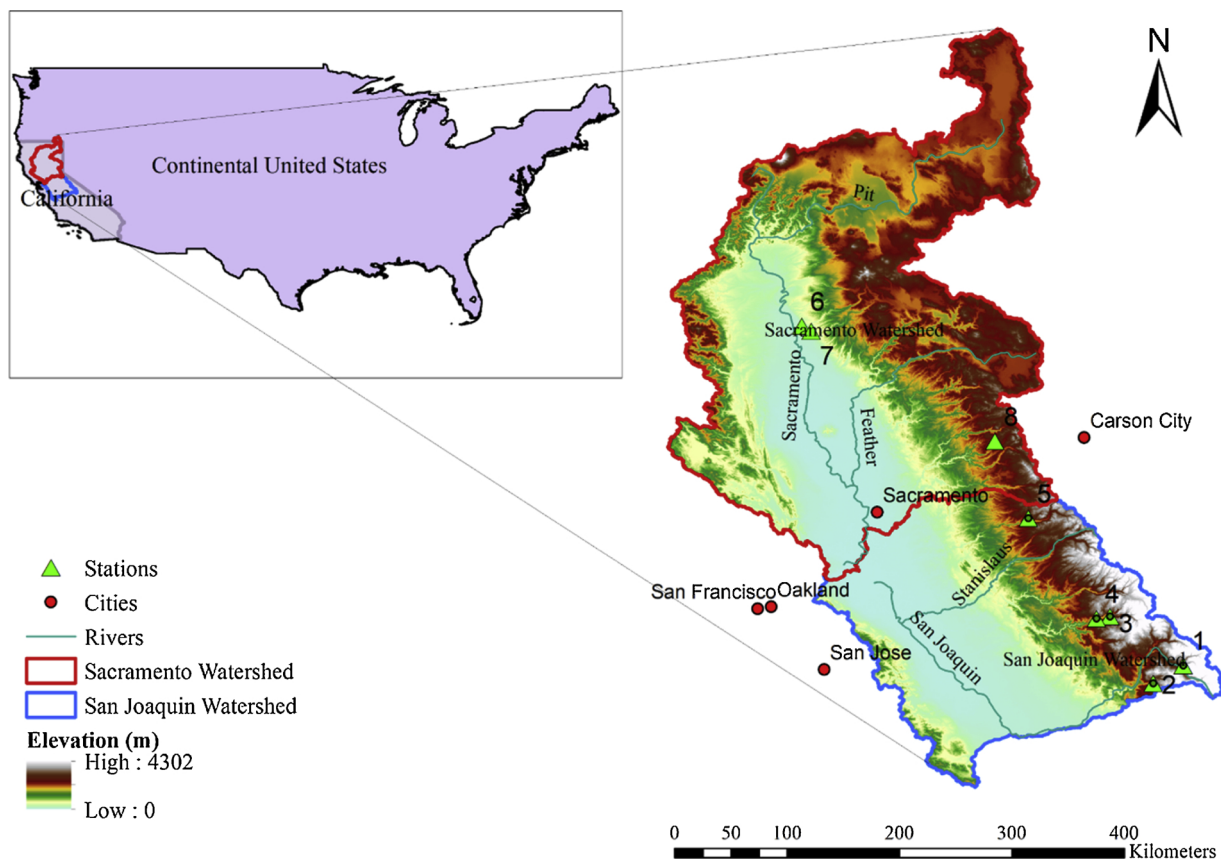 Continental United States
California
N
Pit
6
Sacramento Watershed
7
Sacramento
Feather
8
Carson City
Sacramento
5
Stanislaus
San Francisco
Oakland
4
3
1
San Joaquin
San Jose
San Joaquin Watershed
2
Stations
Cities
Rivers
Sacramento Watershed
San Joaquin Watershed
Elevation (m)
High : 4302
Low : 0
0 50 100 200 300 400
Kilometers